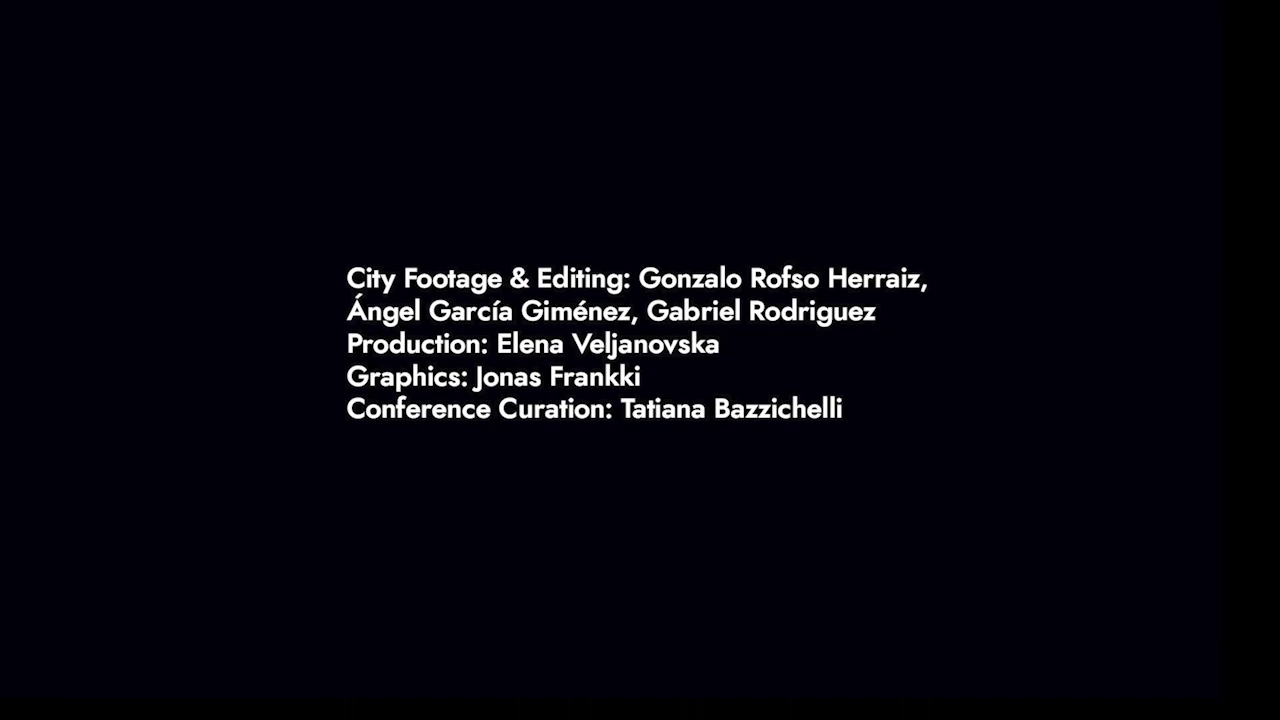 City Footage & Editing: Gonzalo Rofso Herraiz,
Ángel García Giménez, Gabriel Rodriguez
Production: Elena Veljanovska
Graphics: Jonas Frankki
Conference Curation: Tatiana Bazzichelli